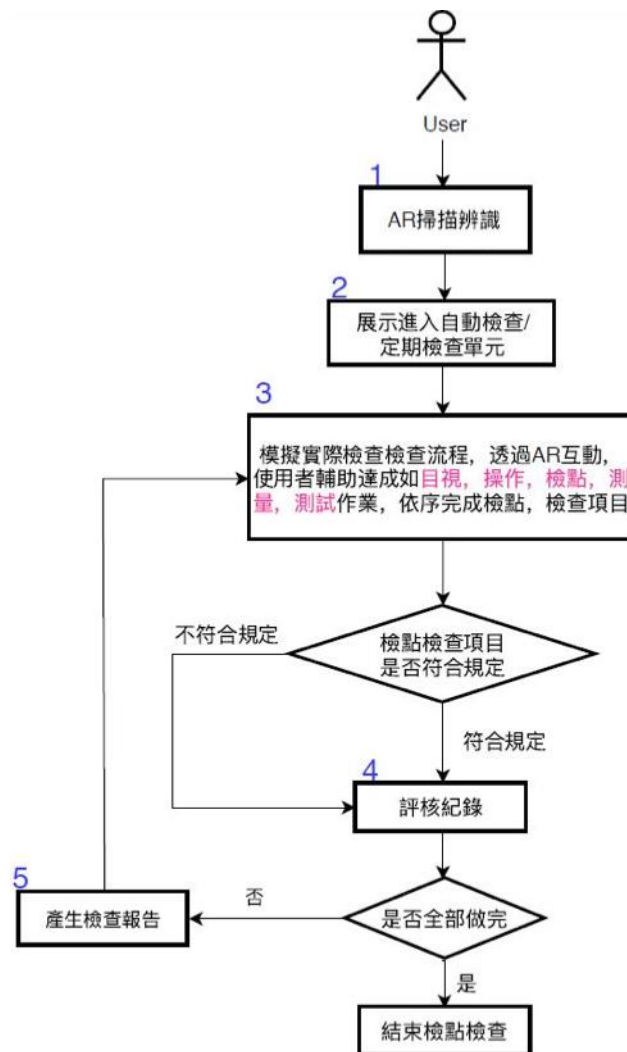 User
1
AR掃描辨識
2
展示進入自動檢查/
定期檢查單元
3
模擬實際檢查檢查流程，透過AR互動，
使用者輔助達成如目視，操作，檢點，測
量，測試作業，依序完成檢點，檢查項目
不符合規定
檢點檢查項目
是否符合規定
符合規定
4
評核紀錄
5
產生檢查報告
否
是否全部做完
是
結束檢點檢查